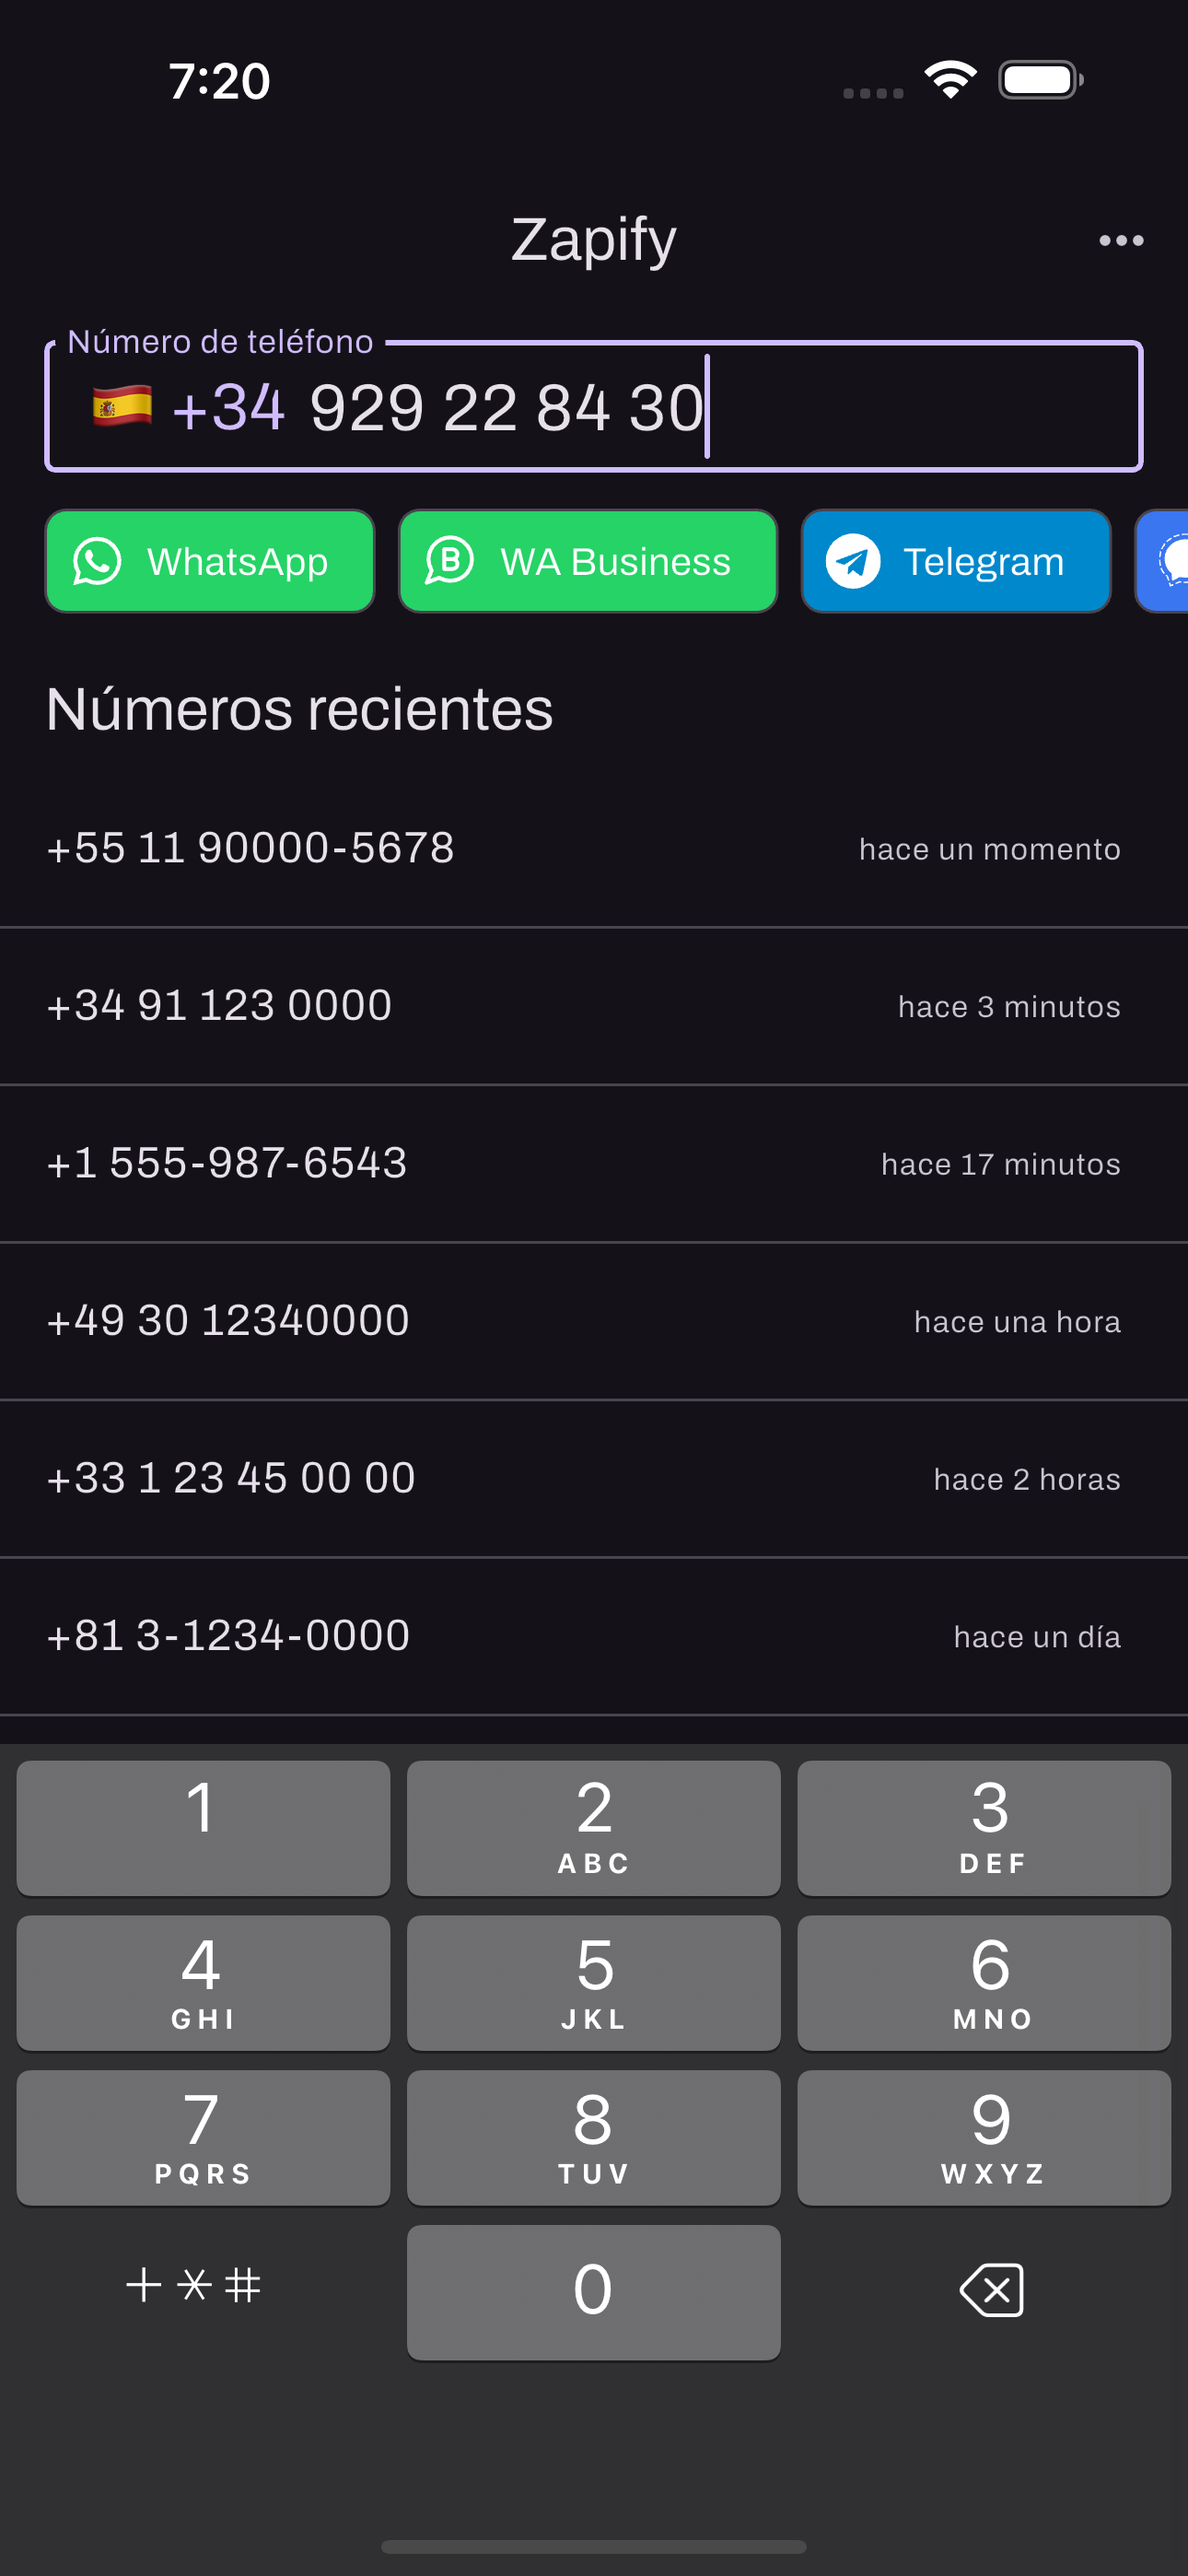 7:20
Zapify
Número de teléfono
+34 929 22 84 30
WhatsApp
WA Business
Telegram
Números recientes
+55 11 90000-5678 hace un momento
+34 91 123 0000 hace 3 minutos
+1 555-987-6543 hace 17 minutos
+49 30 12340000 hace una hora
+33 1 23 45 00 00 hace 2 horas
+81 3-1234-0000 hace un día
1 2 3
ABC DEF
4 5 6
GHI JKL MNO
7 8 9
PQRS TUV WXYZ
+*# 0